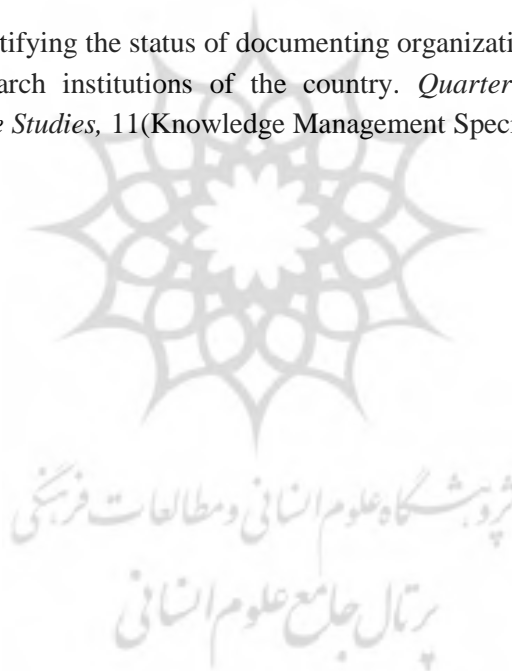 tifying the status of documenting organizati
arch institutions of the country. Quarter
e Studies, 11(Knowledge Management Speci
پژوهشگاه علوم انسانی و مطالعات فرهنگی
پرتال جامع علوم انسانی